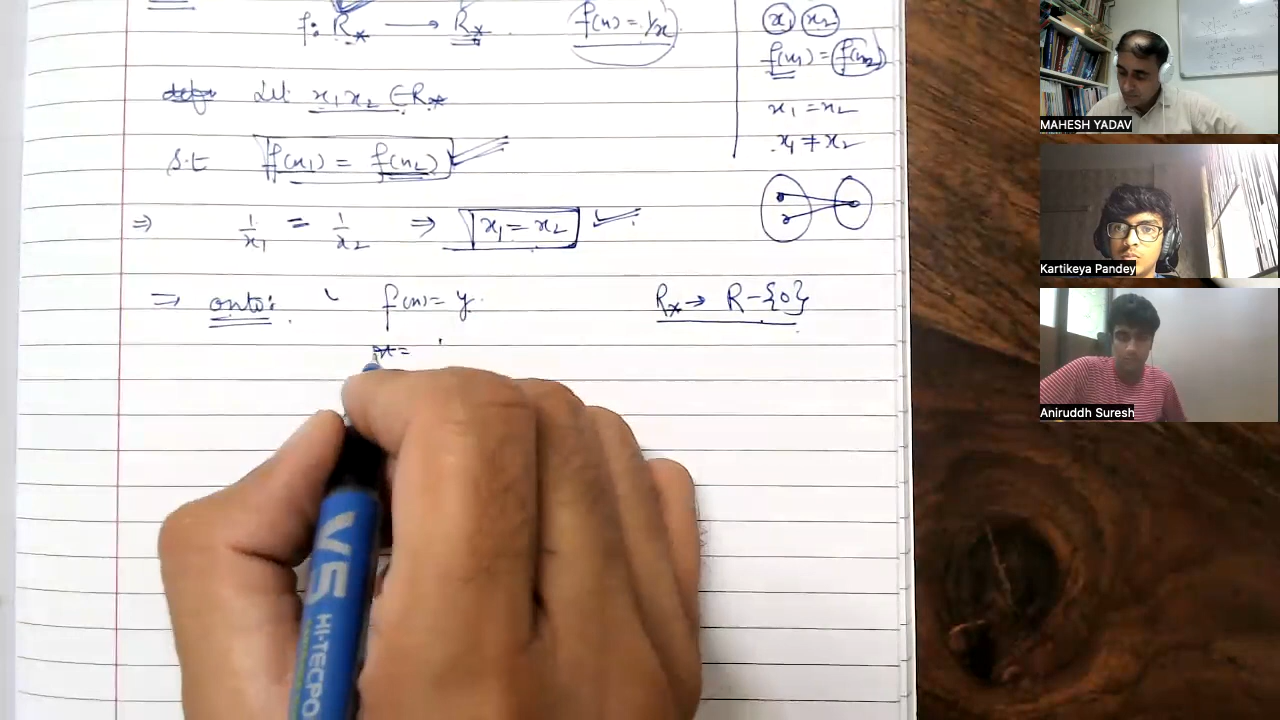 f: R* → R* f(x) = 1/x
Let x₁ x₂ ∈ R*
s.t f(x₁) = f(x₂)
⇒ 1/x₁ = 1/x₂ ⇒ x₁ = x₂
⇒ onto: f(x) = y. R* → R - {0}
x₁ x₂
f(x₁) = f(x₂)
x₁ = x₂
x₁ ≠ x₂
MAHESH YADAV
Kartikeya Pandey
Aniruddh Suresh
V5
HI-TECPO